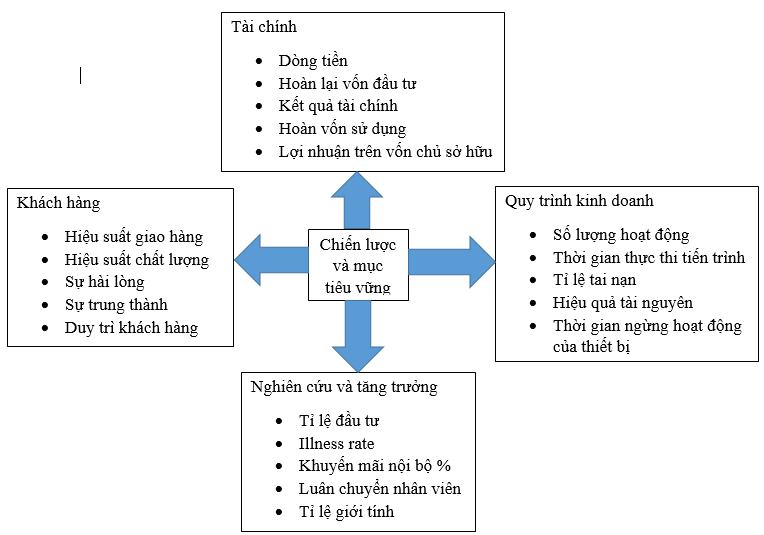 Tài chính
Dòng tiền
Hoàn lại vốn đầu tư
Kết quả tài chính
Hoàn vốn sử dụng
Lợi nhuận trên vốn chủ sở hữu
Khách hàng
Hiệu suất giao hàng
Hiệu suất chất lượng
Sự hài lòng
Sự trung thành
Duy trì khách hàng
Chiến lược
và mục
tiêu vững
Quy trình kinh doanh
Số lượng hoạt động
Thời gian thực thi tiến trình
Tỉ lệ tai nạn
Hiệu quả tài nguyên
Thời gian ngừng hoạt động
của thiết bị
Nghiên cứu và tăng trưởng
Tỉ lệ đầu tư
Illness rate
Khuyến mãi nội bộ %
Luân chuyển nhân viên
Tỉ lệ giới tính